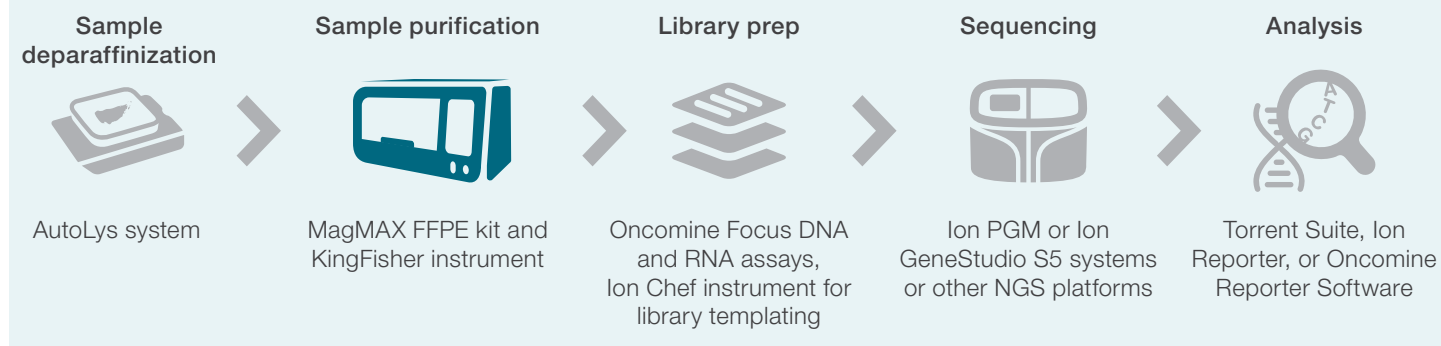 Sample
deparaffinization
Sample purification
Library prep
Sequencing
Analysis
A
T
C
G
AutoLys system
MagMAX FFPE kit and
KingFisher instrument
Oncomine Focus DNA
and RNA assays,
Ion Chef instrument for
library templating
Ion PGM or Ion
GeneStudio S5 systems
or other NGS platforms
Torrent Suite, Ion
Reporter, or Oncomine
Reporter Software